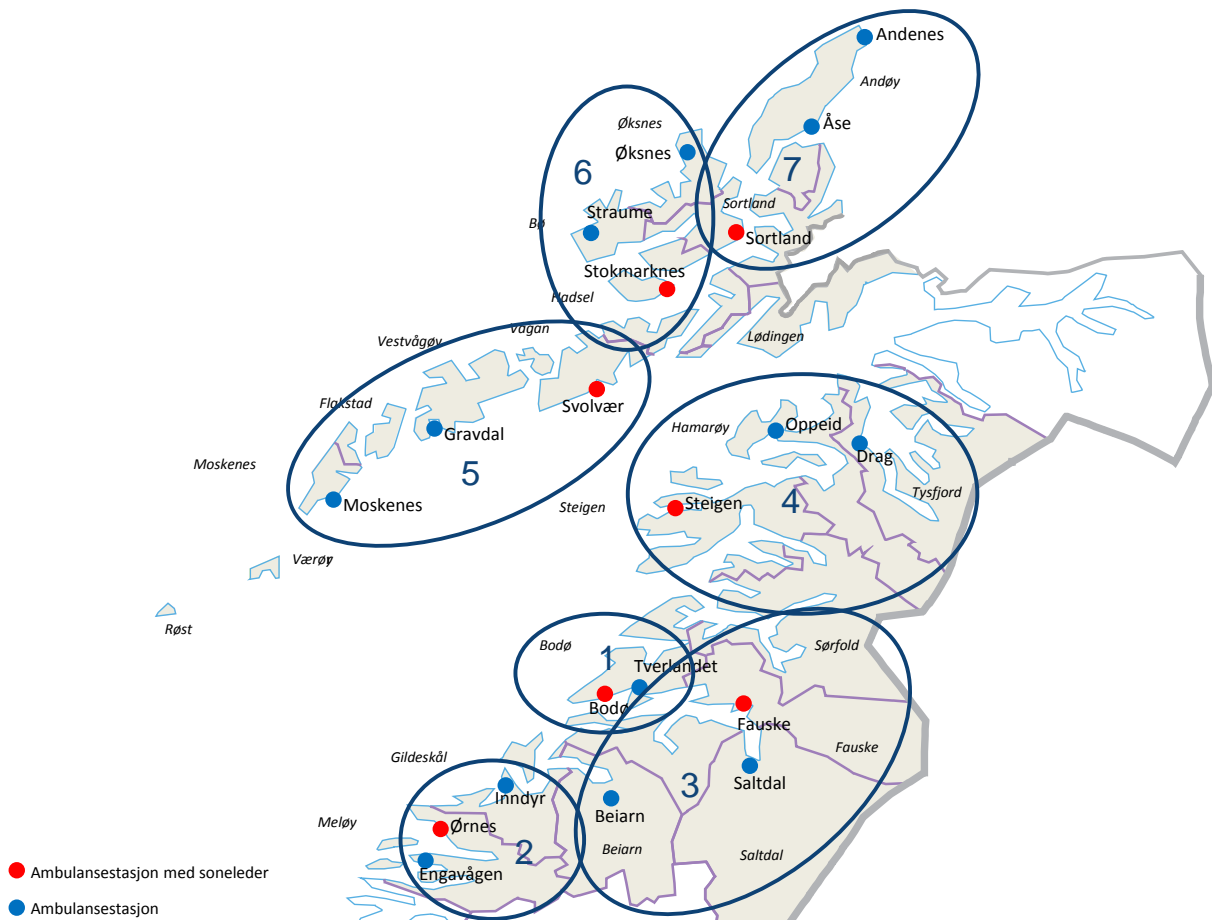 Andenes
Andøy
Øksnes
Åse
Øksnes
6
7
Straume
Sortland
Bø
Sortland
Stokmarknes
Hadsel
Vågan
Vestvågøy
Lødingen
Flakstad
Svolvær
Hamarøy
Oppeid
Gravdal
Drag
Moskenes
5
Tysfjord
Moskenes
Steigen
Steigen
4
Værøy
Røst
Bodø
1
Sørfold
Tverlandet
Bodø
Fauske
Gildeskål
Fauske
3
Saltdal
Inndyr
Beiarn
Meløy
Ørnes
2
Beiarn
Saltdal
Engavågen
Ambulansestasjon med soneleder
Ambulansestasjon